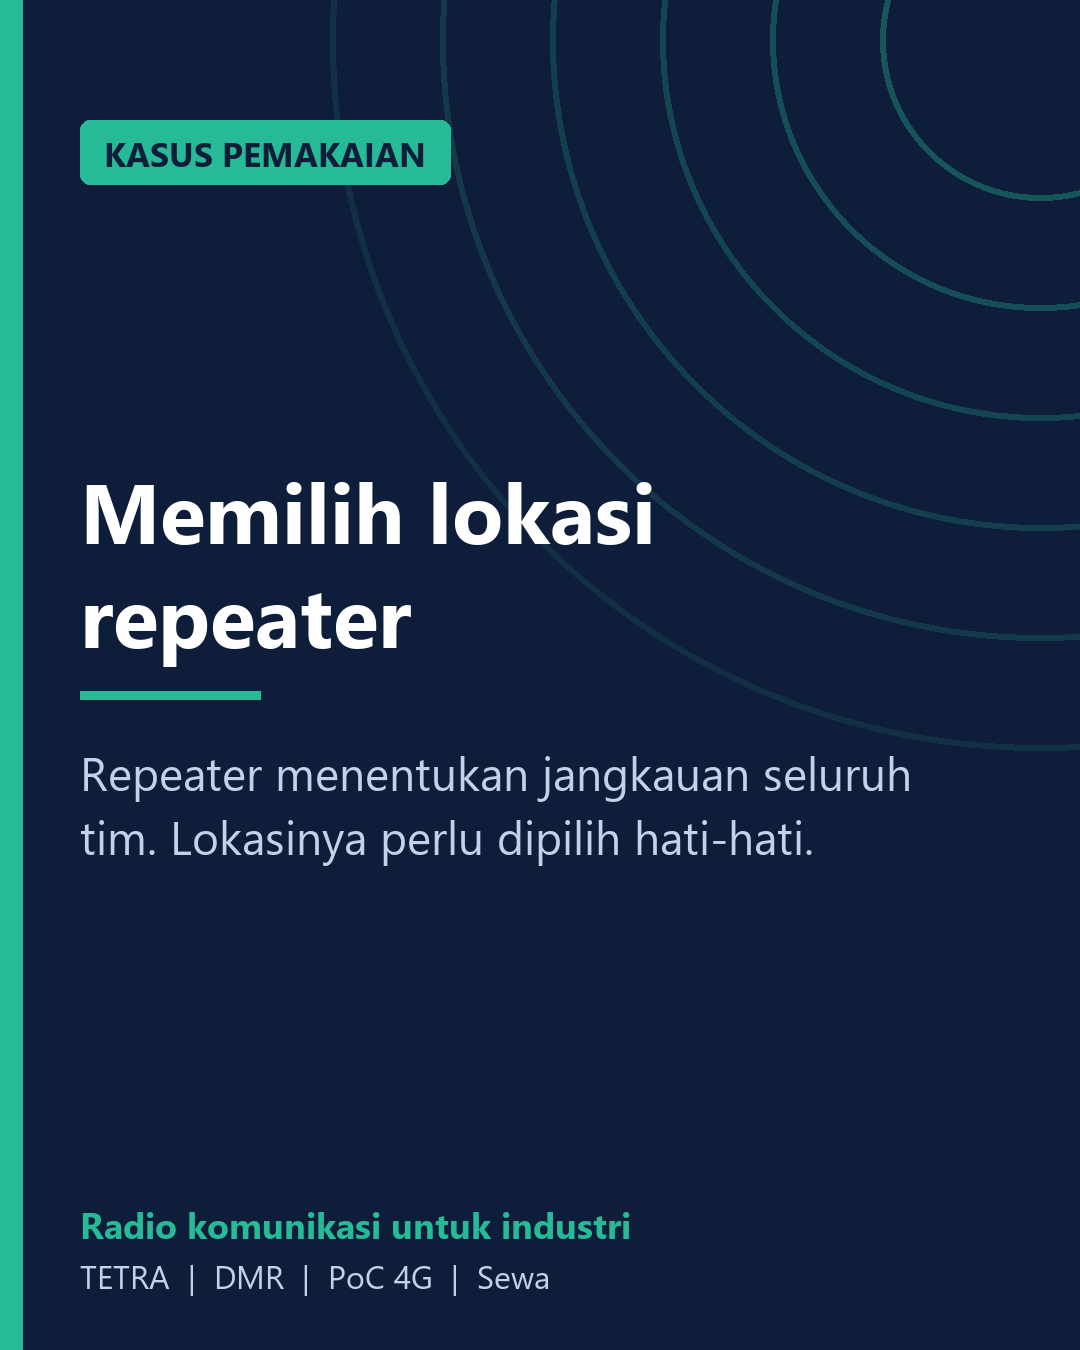 KASUS PEMAKAIAN
Memilih lokasi
repeater
Repeater menentukan jangkauan seluruh
tim. Lokasinya perlu dipilih hati-hati.
Radio komunikasi untuk industri
TETRA | DMR | PoC 4G | Sewa